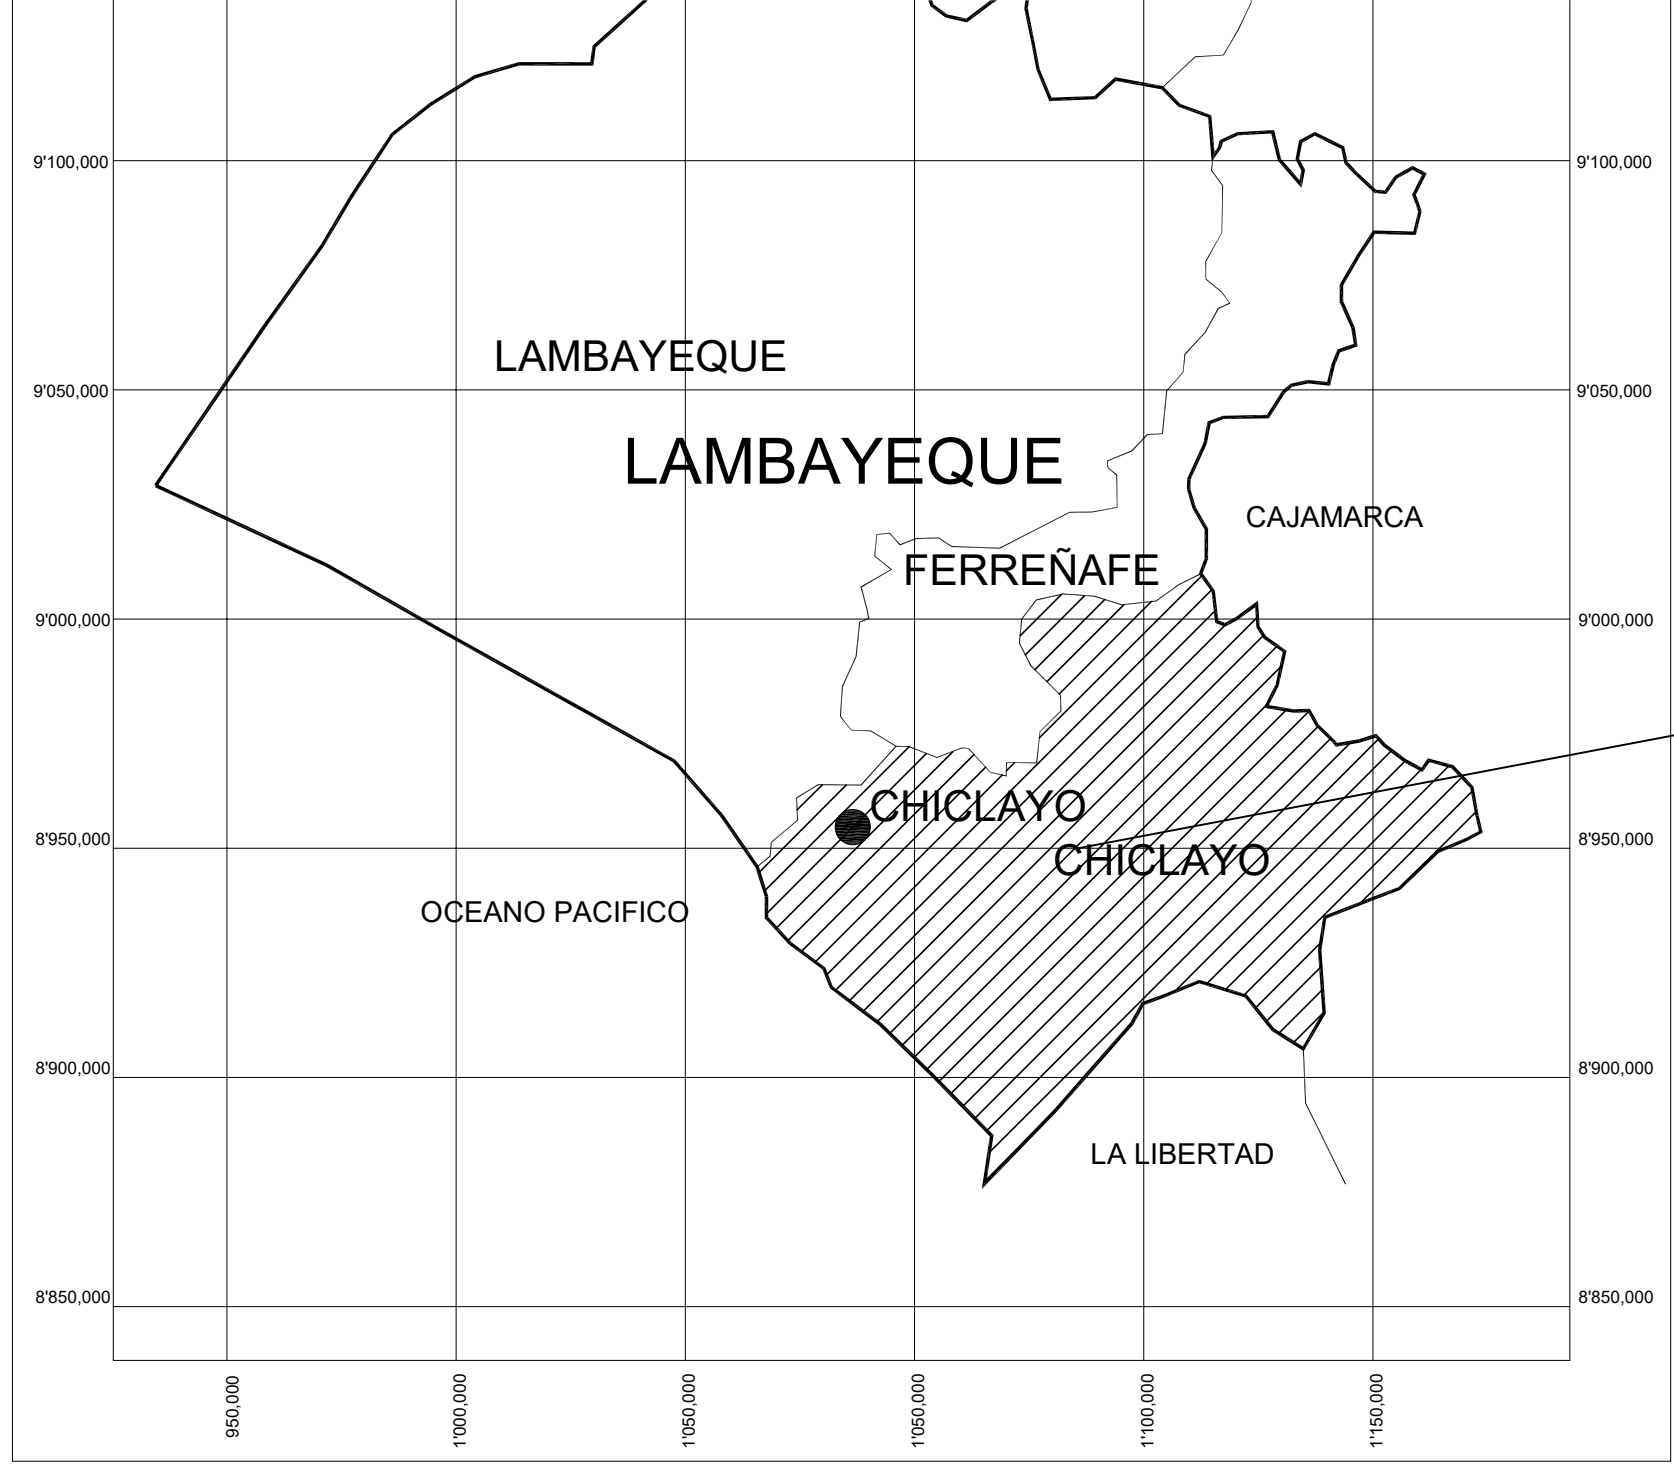 9'100,000
9'100,000
LAMBAYEQUE
9'050,000
9'050,000
LAMBAYEQUE
CAJAMARCA
FERREÑAFE
9'000,000
9'000,000
CHICLAYO
8'950,000
8'950,000
CHICLAYO
OCEANO PACIFICO
8'900,000
8'900,000
LA LIBERTAD
8'850,000
8'850,000
950,000
1'000,000
1'050,000
1'050,000
1'100,000
1'150,000